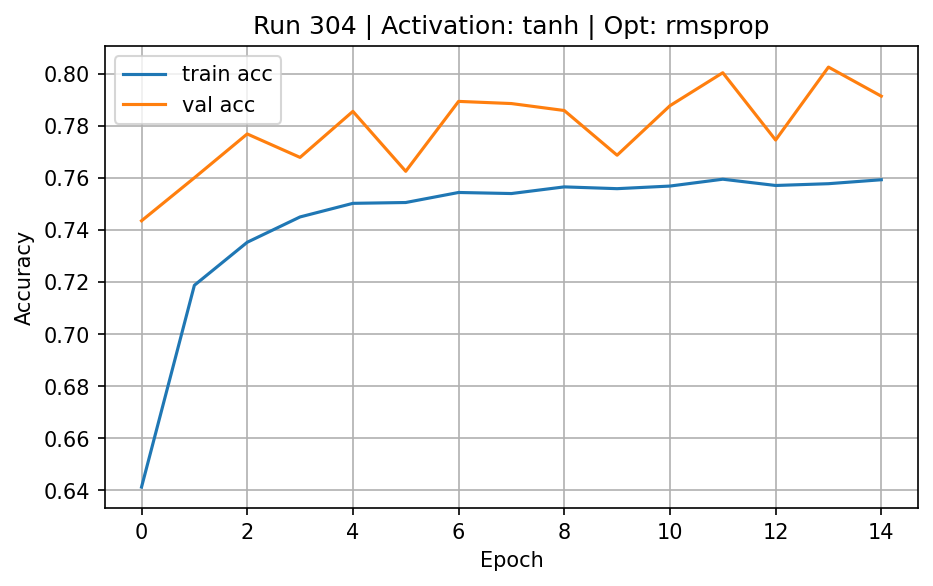 Run 304 | Activation: tanh | Opt: rmsprop
train acc
val acc
Accuracy
0.80
0.78
0.76
0.74
0.72
0.70
0.68
0.66
0.64
0 2 4 6 8 10 12 14
Epoch